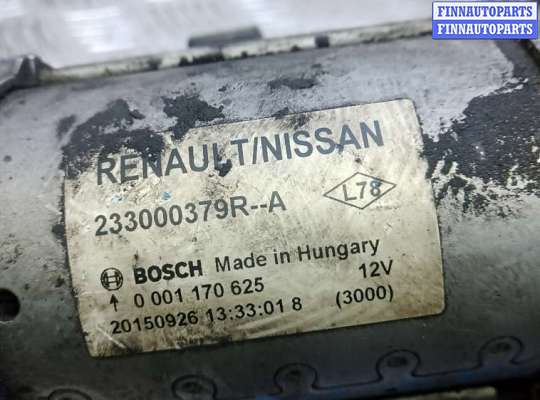 FINNAUTOPARTS
FINNAUTOPARTS
RENAULT/NISSAN
233000379R--A
L78
BOSCH Made in Hungary
0 001 170 625 12V
20150926 13:33:01 8 (3000)